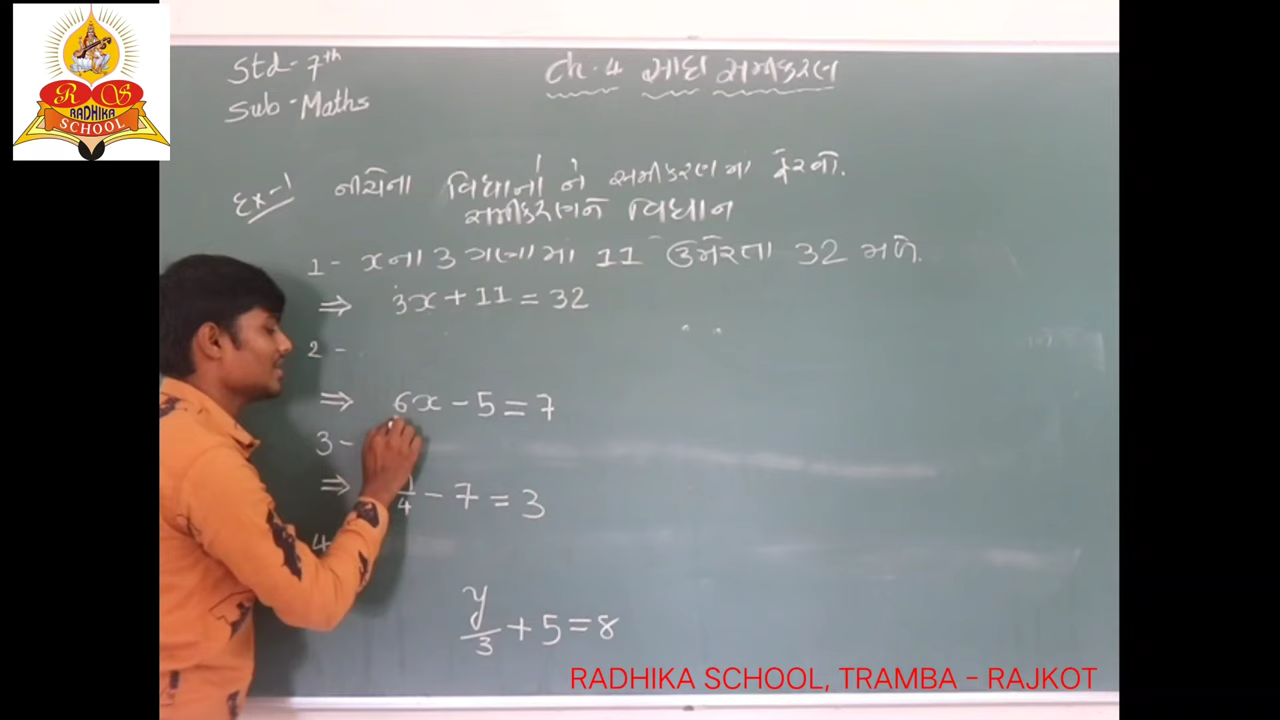 R S
RADHIKA
SCHOOL
Std - 7th
Sub - Maths
Ch. 4 સાદા સમીકરણ
Ex-1 નીચેના વિધાનો ને સમીકરણમાં ફેરવો.
સમીકરણને વિધાન
1 - xના 3 ગણામાં 11 ઉમેરતા 32 મળે.
⇒ 3x + 11 = 32
2 -
⇒ 6x - 5 = 7
3 -
⇒ 1/4 - 7 = 3
4
y/3 + 5 = 8
RADHIKA SCHOOL, TRAMBA - RAJKOT